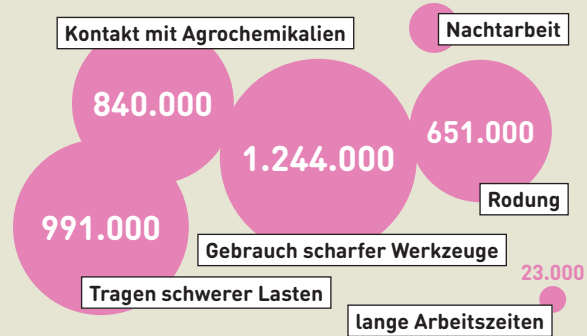 Kontakt mit Agrochemikalien
840.000
Nachtarbeit
651.000
Rodung
1.244.000
Gebrauch scharfer Werkzeuge
991.000
Tragen schwerer Lasten
23.000
lange Arbeitszeiten